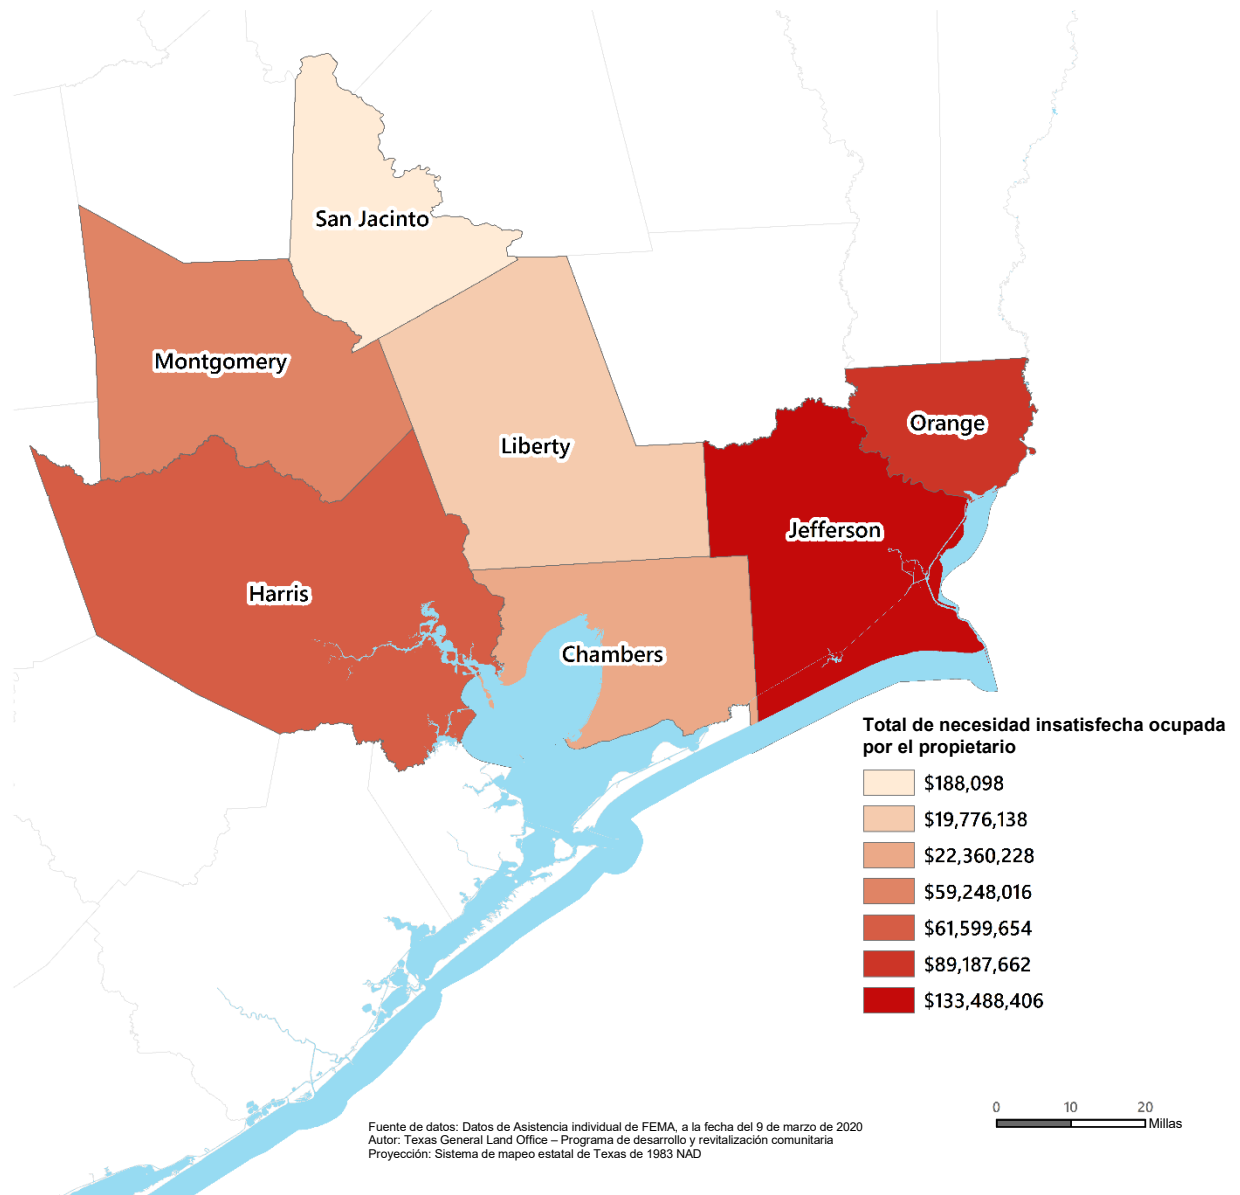 San Jacinto
Montgomery
Orange
Liberty
Jefferson
Harris
Chambers
Total de necesidad insatisfecha ocupada
por el propietario
$188,098
$19,776,138
$22,360,228
$59,248,016
$61,599,654
$89,187,662
$133,488,406
0 10 20
Millas
Fuente de datos: Datos de Asistencia individual de FEMA, a la fecha del 9 de marzo de 2020
Autor: Texas General Land Office – Programa de desarrollo y revitalización comunitaria
Proyección: Sistema de mapeo estatal de Texas de 1983 NAD